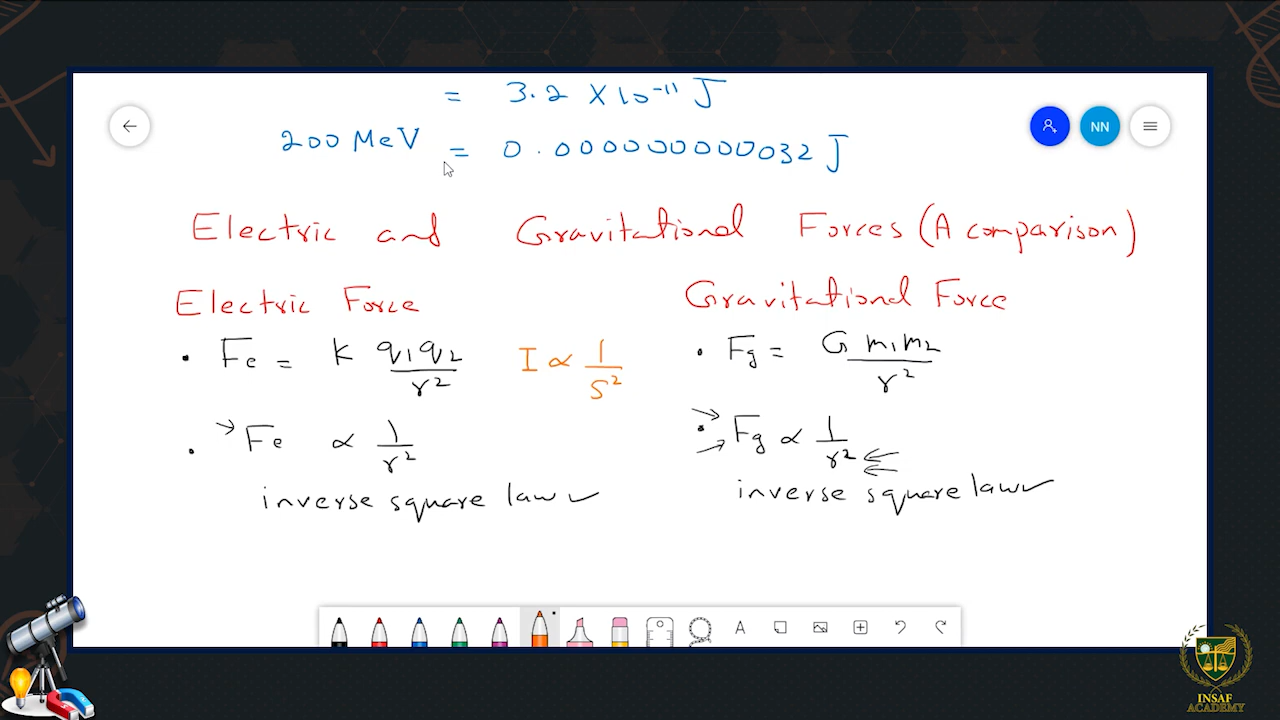 = 3.2 X10⁻¹¹ J
200 MeV = 0.000000000032 J
NN
Electric and Gravitational Forces (A comparison)
Electric Force
Gravitational Force
• Fe = K q₁q₂/r²
I ∝ 1/S²
• Fg = G m₁m₂/r²
• → Fe ∝ 1/r²
• Fg ∝ 1/r²
inverse square law
inverse square law
A
INSAF
ACADEMY